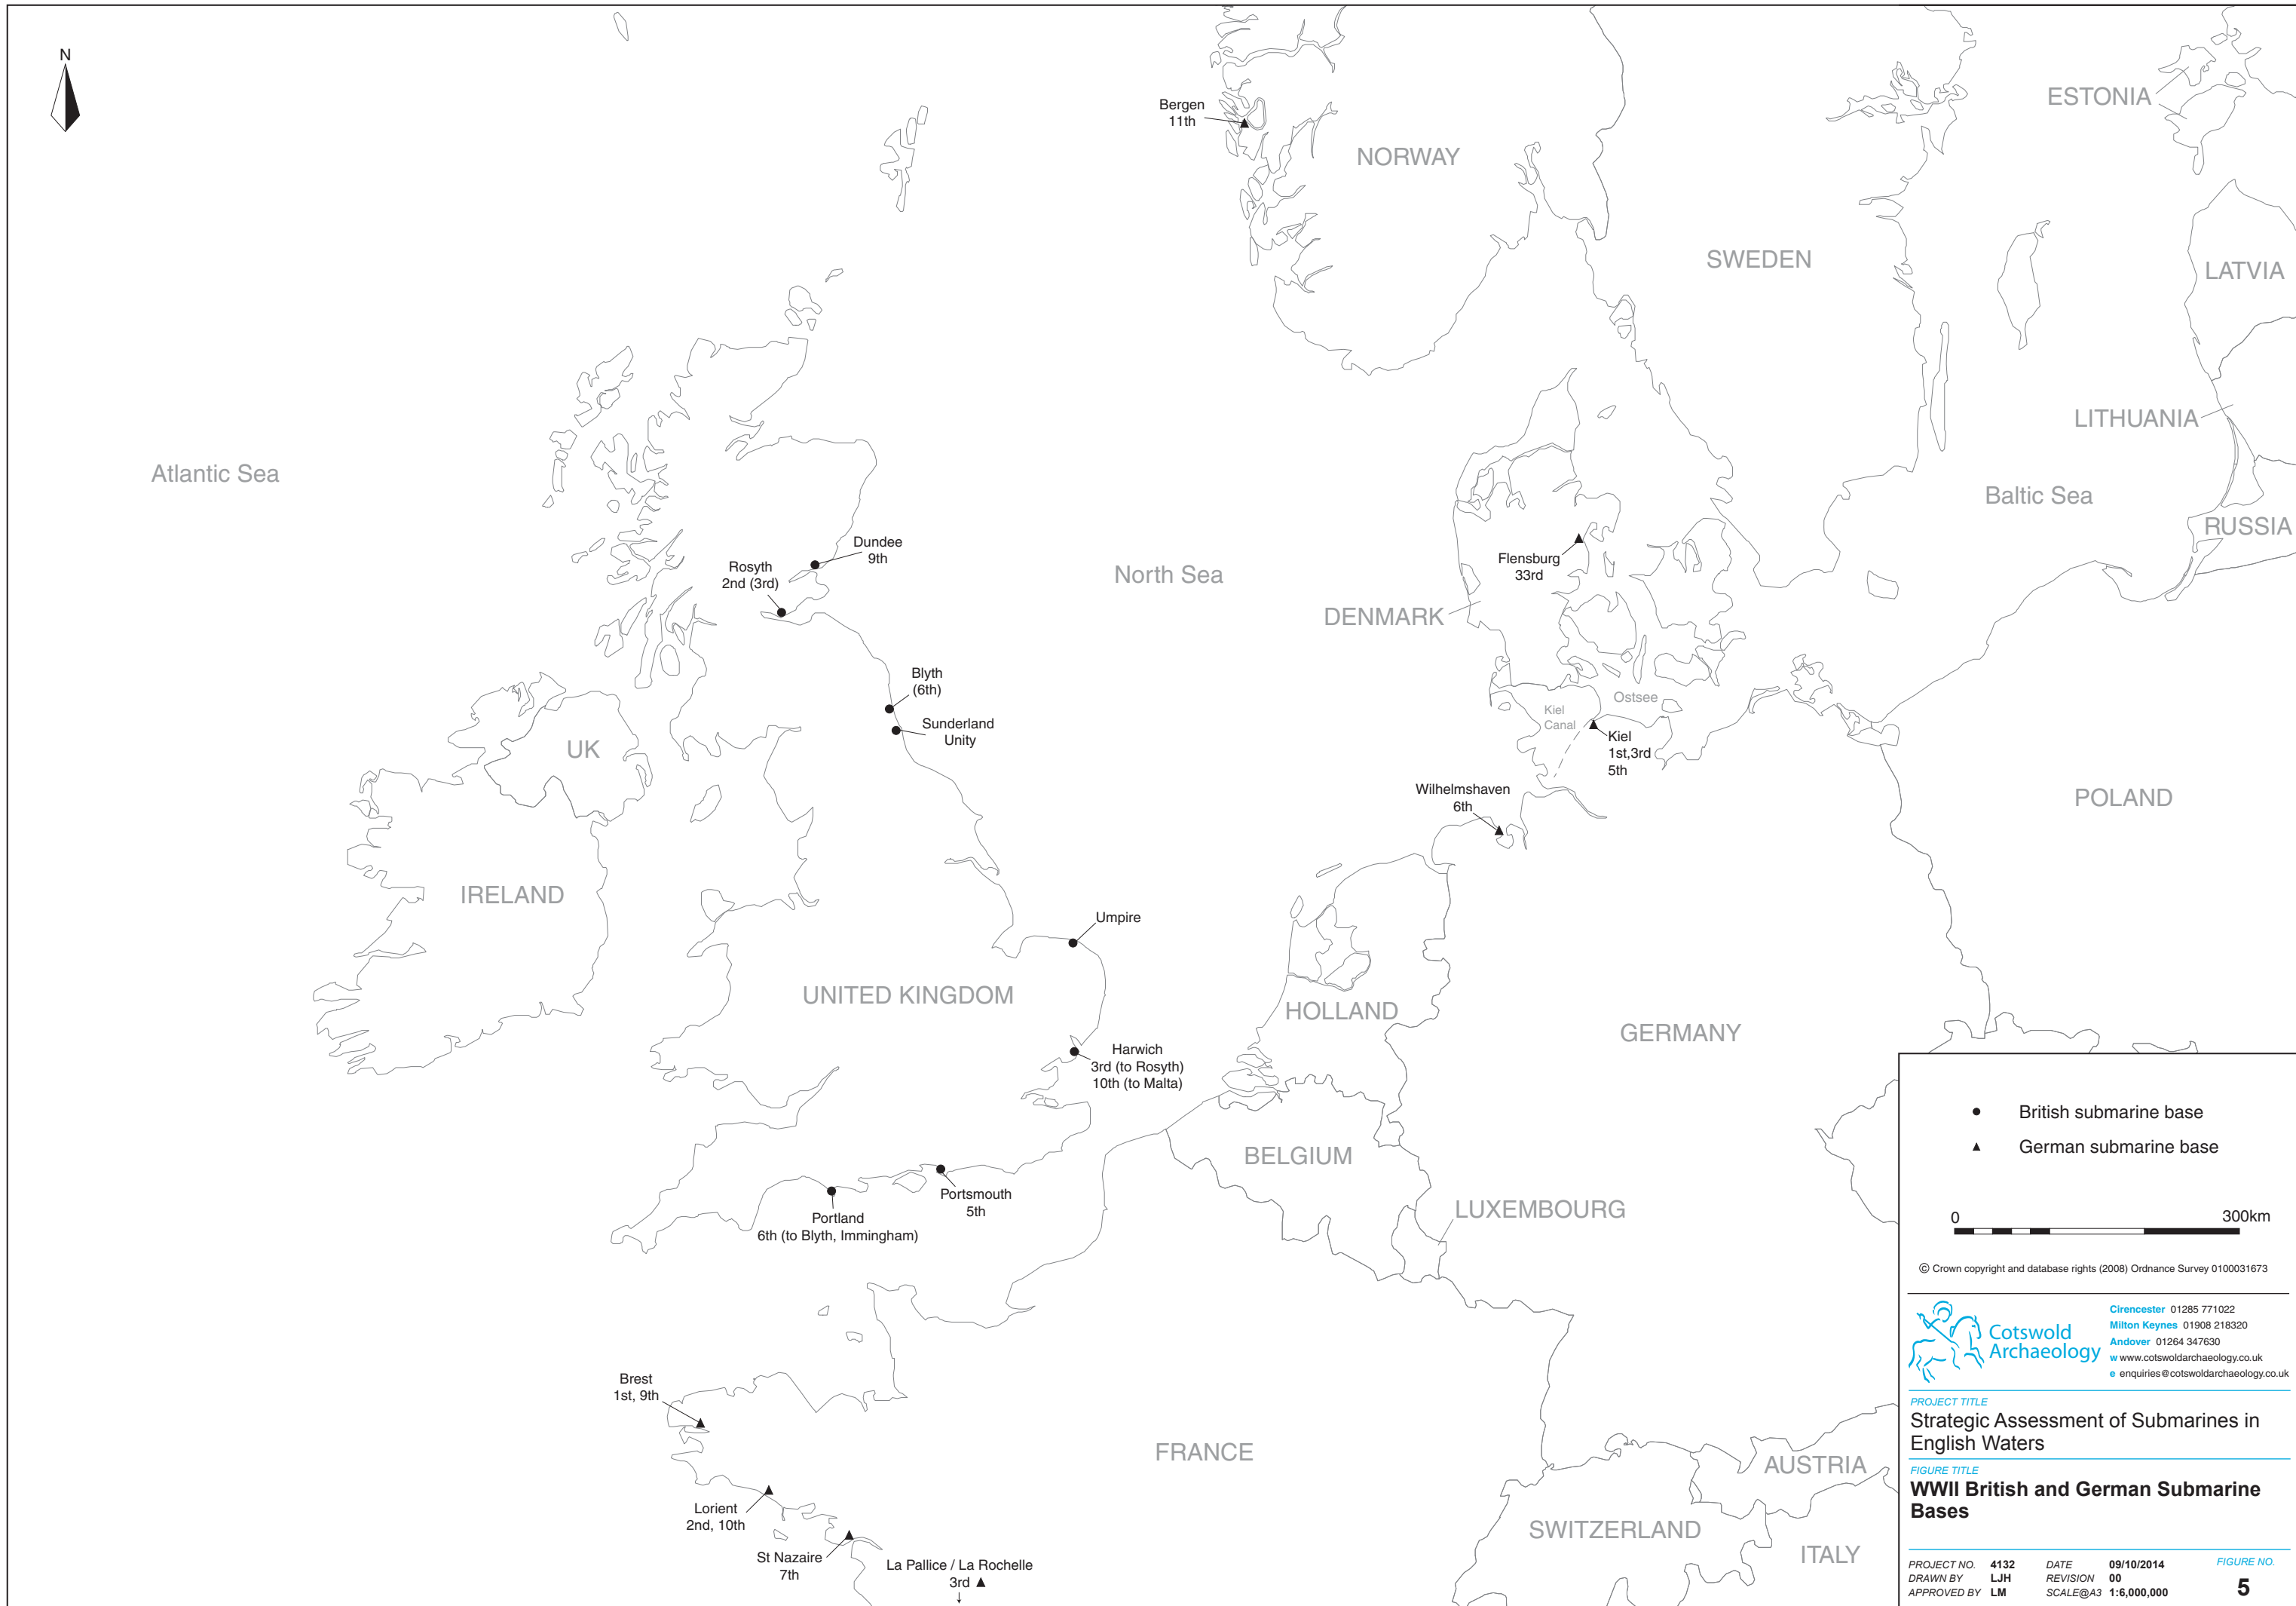 N
Bergen
11th
NORWAY
ESTONIA
SWEDEN
LATVIA
LITHUANIA
RUSSIA
Baltic Sea
Atlantic Sea
North Sea
Dundee
9th
Rosyth
2nd (3rd)
Flensburg
33rd
DENMARK
Blyth
(6th)
Sunderland
Unity
UK
Ostsee
Kiel
Canal
Kiel
1st,3rd
5th
Wilhelmshaven
6th
POLAND
IRELAND
Umpire
UNITED KINGDOM
HOLLAND
GERMANY
Harwich
3rd (to Rosyth)
10th (to Malta)
BELGIUM
Portsmouth
5th
Portland
6th (to Blyth, Immingham)
LUXEMBOURG
Brest
1st, 9th
FRANCE
Lorient
2nd, 10th
St Nazaire
7th
La Pallice / La Rochelle
3rd
SWITZERLAND
AUSTRIA
ITALY
British submarine base
German submarine base
0 300km
© Crown copyright and database rights (2008) Ordnance Survey 0100031673
Cotswold
Archaeology
Cirencester 01285 771022
Milton Keynes 01908 218320
Andover 01264 347630
w www.cotswoldarchaeology.co.uk
e enquiries@cotswoldarchaeology.co.uk
PROJECT TITLE
Strategic Assessment of Submarines in
English Waters
FIGURE TITLE
WWII British and German Submarine
Bases
PROJECT NO. 4132 DATE 09/10/2014 FIGURE NO.
DRAWN BY LJH REVISION 00
APPROVED BY LM SCALE@A3 1:6,000,000 5